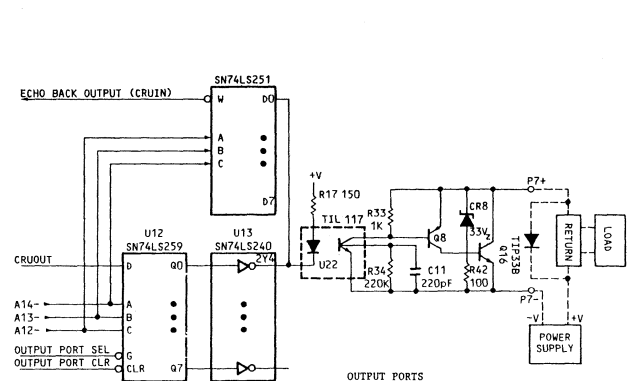 SN74LS251
ECHO BACK OUTPUT (CRUIN)
W
D0
A
B
C
D7
+V
R17 150
TIL 117
U22
R33
1K
R34
220K
C11
220pF
Q8
CR8
33V
Z
R42
100
Q16
TIP33B
P7+
P7-
RETURN
LOAD
-V
+V
POWER
SUPPLY
U12
SN74LS259
U13
SN74LS240
2Y4
CRUOUT
D
Q0
A14-
A
A13-
B
A12-
C
OUTPUT PORT SEL
G
OUTPUT PORT CLR
CLR
Q7
OUTPUT PORTS